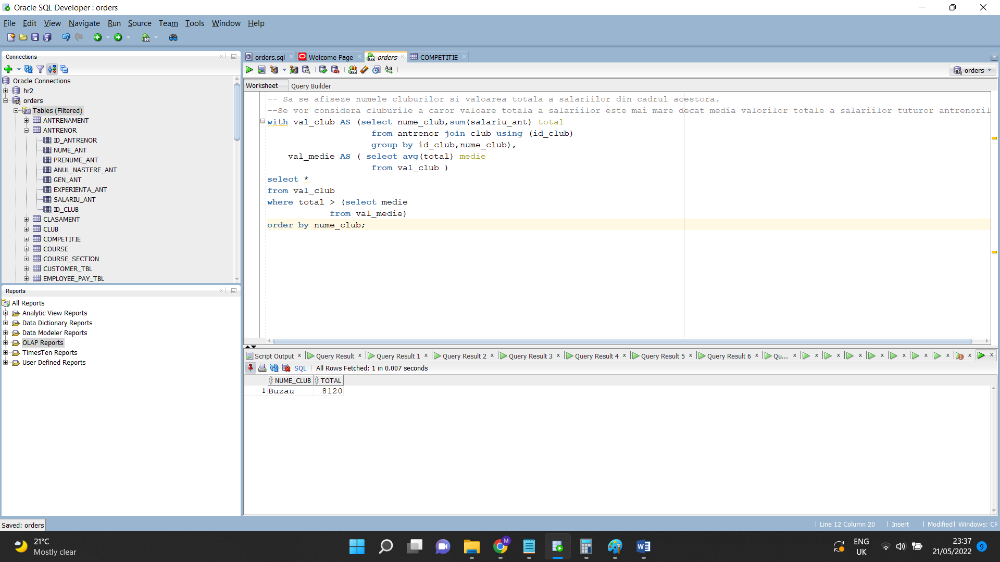 Oracle SQL Developer : orders
File Edit View Navigate Run Source Team Tools Window Help
Connections
Oracle Connections
hr2
orders
Tables (Filtered)
ANTRENAMENT
ANTRENOR
ID_ANTRENOR
NUME_ANT
PRENUME_ANT
ANUL_NASTERE_ANT
GEN_ANT
EXPERIENTA_ANT
SALARIU_ANT
ID_CLUB
CLASAMENT
CLUB
COMPETITIE
COURSE
COURSE_SECTION
CUSTOMER_TBL
EMPLOYEE_PAY_TBL
Reports
All Reports
Analytic View Reports
Data Dictionary Reports
Data Modeler Reports
OLAP Reports
TimesTen Reports
User Defined Reports
orders.sql Welcome Page orders COMPETITIE
orders
Worksheet Query Builder
-- Sa se afiseze numele cluburilor si valoarea totala a salariilor din cadrul acestora.
--Se vor considera cluburile a caror valoare totala a salariilor este mai mare decat media valorilor totale a salariilor tuturor antrenoril
with val_club AS (select nume_club,sum(salariu_ant) total
from antrenor join club using (id_club)
group by id_club,nume_club),
val_medie AS ( select avg(total) medie
from val_club )
select *
from val_club
where total > (select medie
from val_medie)
order by nume_club;
Script Output Query Result Query Result 1 Query Result 2 Query Result 3 Query Result 4 Query Result 5 Query Result 6 Qu...
SQL All Rows Fetched: 1 in 0.007 seconds
NUME_CLUB TOTAL
1 Buzau 8120
Saved: orders
Line 12 Column 20 Insert Modified Windows: CR
21°C
Mostly clear
M
ENG
UK
23:37
21/05/2022
9